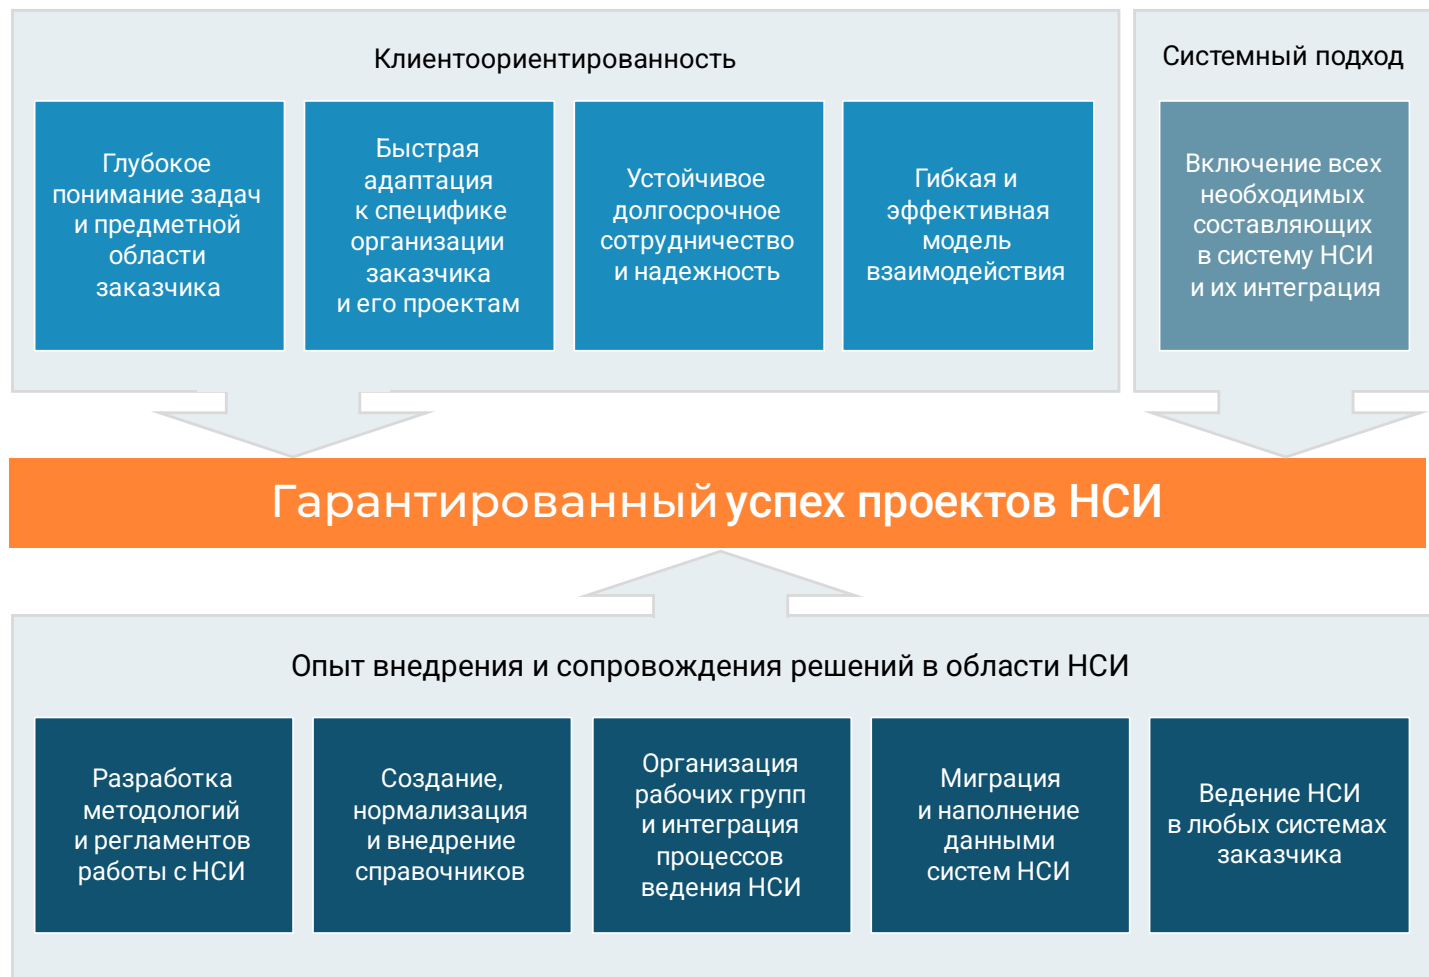 Клиентоориентированность
Глубокое
понимание задач
и предметной
области
заказчика
Быстрая
адаптация
к специфике
организации
заказчика
и его проектам
Устойчивое
долгосрочное
сотрудничество
и надежность
Гибкая и
эффективная
модель
взаимодействия
Системный подход
Включение всех
необходимых
составляющих
в систему НСИ
и их интеграция
Гарантированный успех проектов НСИ
Опыт внедрения и сопровождения решений в области НСИ
Разработка
методологий
и регламентов
работы с НСИ
Создание,
нормализация
и внедрение
справочников
Организация
рабочих групп
и интеграция
процессов
ведения НСИ
Миграция
и наполнение
данными
систем НСИ
Ведение НСИ
в любых системах
заказчика